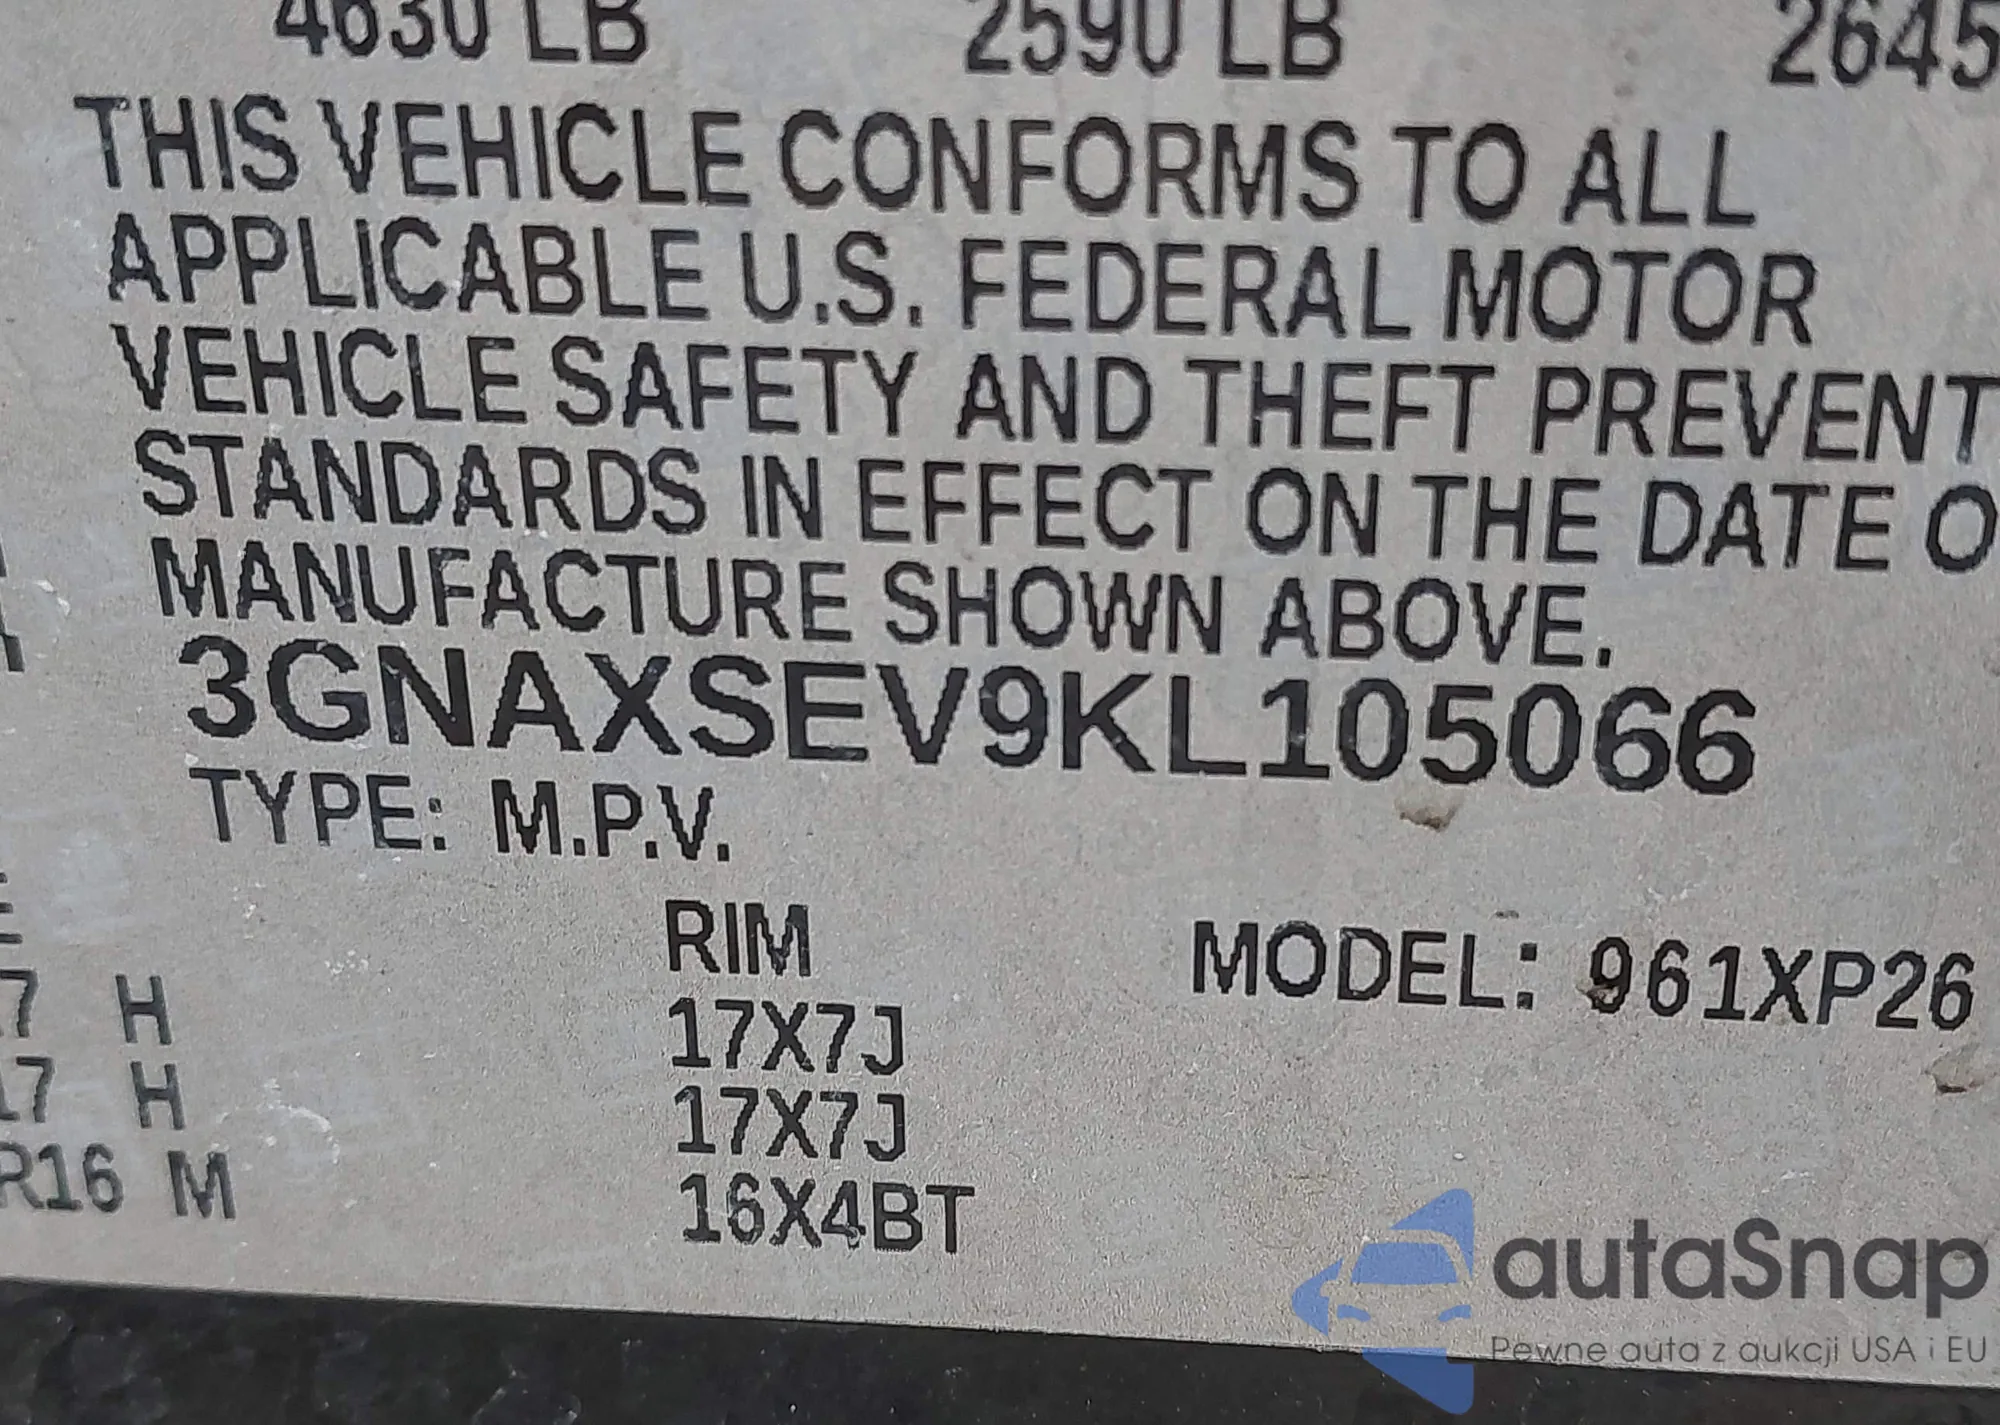 4630 LB 2590 LB 2645
THIS VEHICLE CONFORMS TO ALL
APPLICABLE U.S. FEDERAL MOTOR
VEHICLE SAFETY AND THEFT PREVENT
STANDARDS IN EFFECT ON THE DATE O
MANUFACTURE SHOWN ABOVE.
3GNAXSEV9KL105066
TYPE: M.P.V.
RIM MODEL: 961XP26
7 H 17X7J
17 H 17X7J
R16 M 16X4BT
autaSnap
Pewne auta z aukcji USA i EU